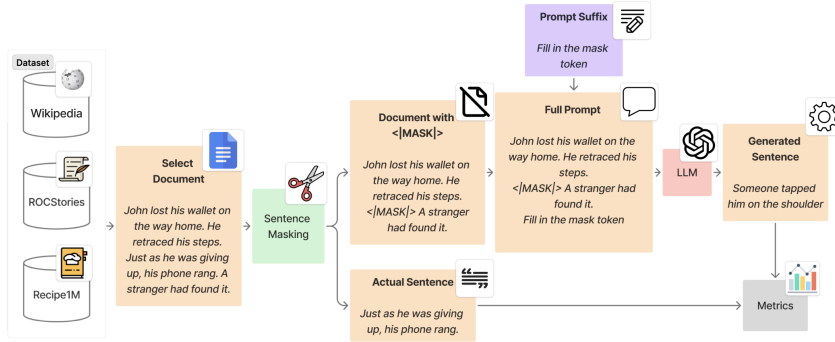 Dataset
Wikipedia
ROCStories
Recipe1M
Select
Document
John lost his wallet on
the way home. He
retraced his steps.
Just as he was giving
up, his phone rang. A
stranger had found it.
Sentence
Masking
Document with
<|MASK|>
John lost his wallet on
the way home. He
retraced his steps.
<|MASK|> A stranger
had found it.
Actual Sentence
Just as he was giving
up, his phone rang.
Prompt Suffix
Fill in the mask
token
Full Prompt
John lost his wallet on the
way home. He retraced his
steps.
<|MASK|> A stranger had
found it.
Fill in the mask token
LLM
Generated
Sentence
Someone tapped
him on the shoulder
Metrics